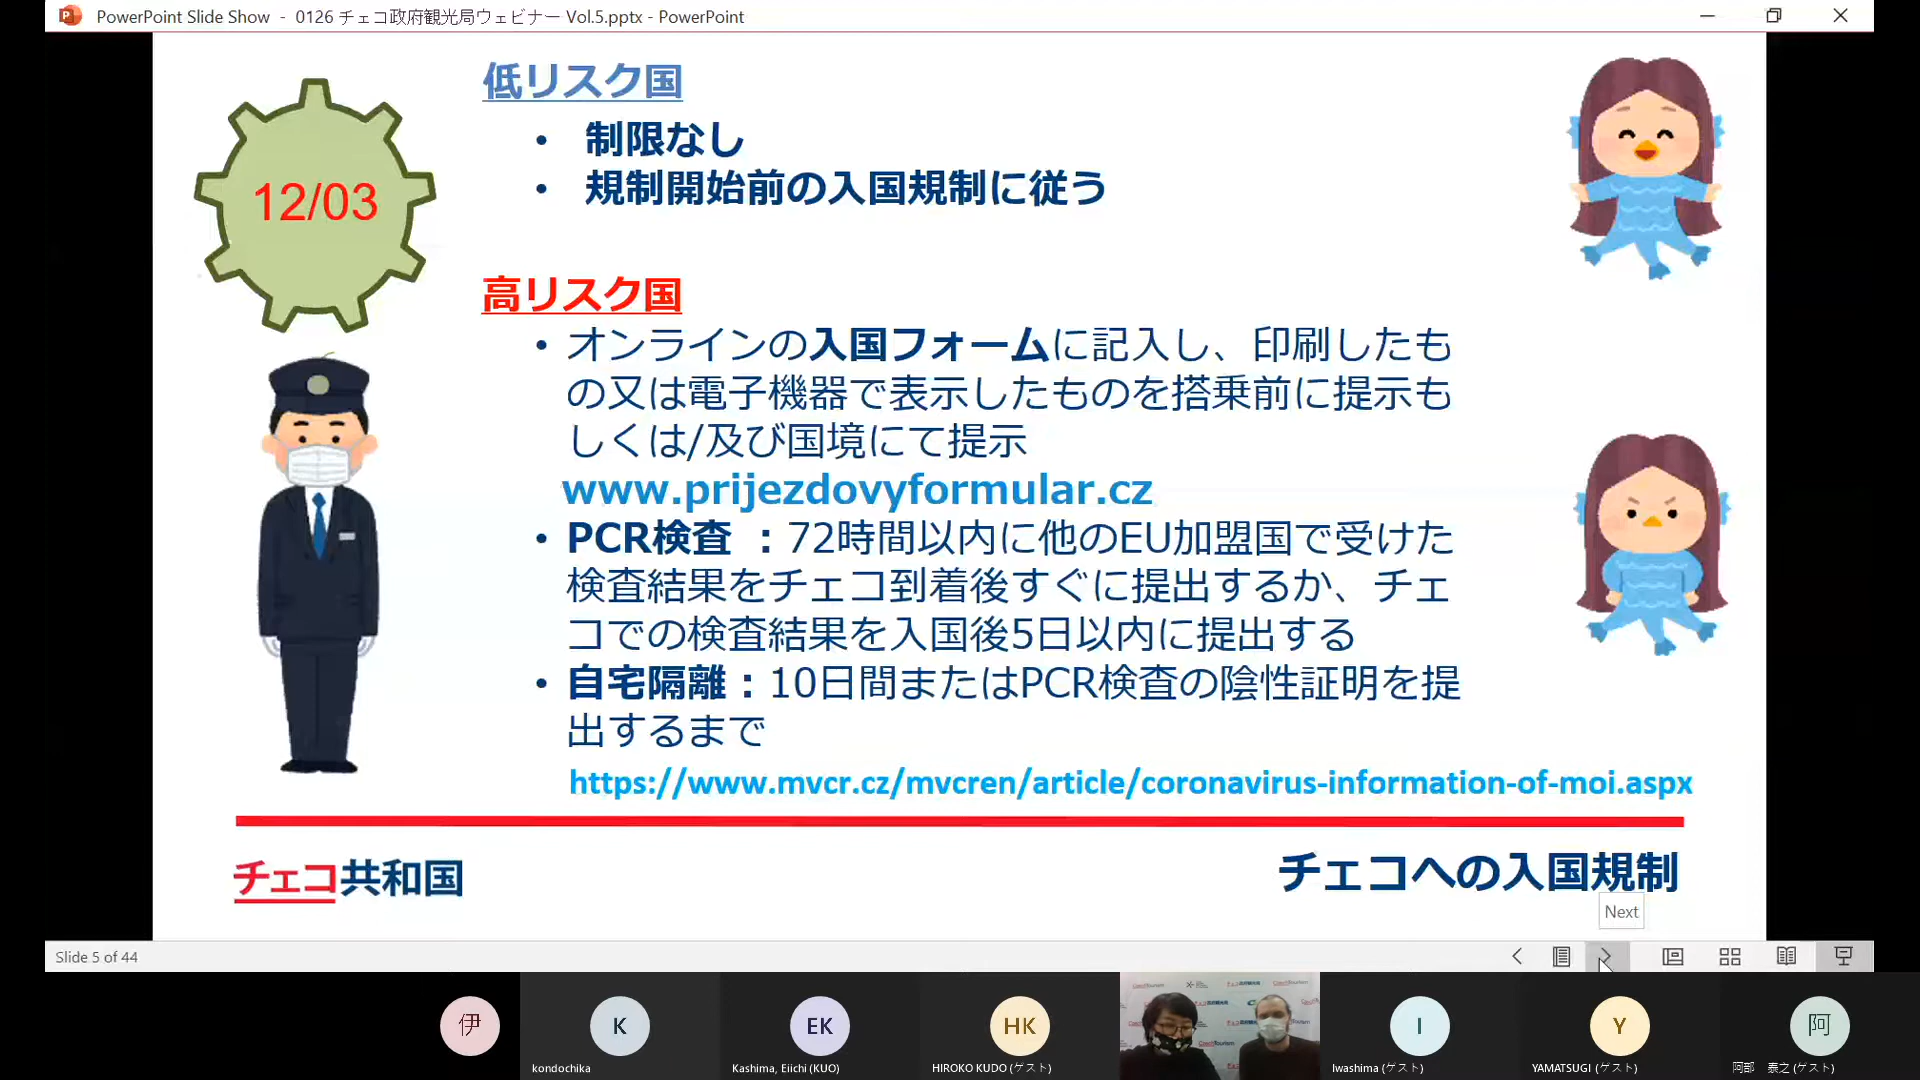 PowerPoint Slide Show - 0126 チェコ政府観光局ウェビナー Vol.5.pptx - PowerPoint
低リスク国
• 制限なし
• 規制開始前の入国規制に従う
12/03
高リスク国
• オンラインの入国フォームに記入し、印刷したも
の又は電子機器で表示したものを搭乗前に提示も
しくは/及び国境にて提示
www.prijezdovyformular.cz
• PCR検査 ：72時間以内に他のEU加盟国で受けた
検査結果をチェコ到着後すぐに提出するか、チェ
コでの検査結果を入国後5日以内に提出する
• 自宅隔離：10日間またはPCR検査の陰性証明を提
出するまで
https://www.mvcr.cz/mvcren/article/coronavirus-information-of-moi.aspx
チェコ共和国
チェコへの入国規制
Next
Slide 5 of 44
伊
K
EK
HK
I
Y
阿
kondochika
Kashima, Eiichi (KUO)
HIROKO KUDO (ゲスト)
Iwashima (ゲスト)
YAMATSUGI (ゲスト)
阿部 泰之 (ゲスト)